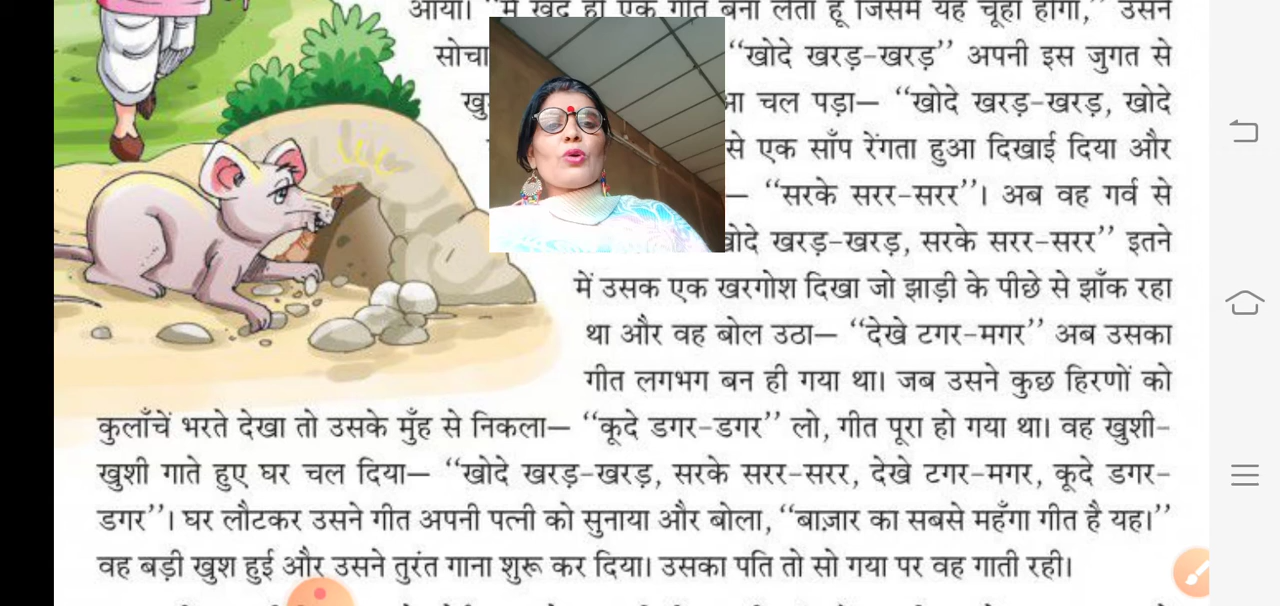 आया। "मैं खुद ही एक गीत बना लेता हूँ जिसमें यह चूहा होगा," उसने
सोचा "खोदे खरड़-खरड़" अपनी इस जुगत से
चल पड़ा— "खोदे खरड़-खरड़, खोदे
से एक साँप रेंगता हुआ दिखाई दिया और
— "सरके सरर-सरर"। अब वह गर्व से
खरड़-खरड़, सरके सरर-सरर" इतने
में उसक एक खरगोश दिखा जो झाड़ी के पीछे से झाँक रहा
था और वह बोल उठा— "देखे टगर-मगर" अब उसका
गीत लगभग बन ही गया था। जब उसने कुछ हिरणों को
कुलाँचें भरते देखा तो उसके मुँह से निकला— "कूदे डगर-डगर" लो, गीत पूरा हो गया था। वह खुशी-
खुशी गाते हुए घर चल दिया— "खोदे खरड़-खरड़, सरके सरर-सरर, देखे टगर-मगर, कूदे डगर-
डगर"। घर लौटकर उसने गीत अपनी पत्नी को सुनाया और बोला, "बाज़ार का सबसे महँगा गीत है यह।"
वह बड़ी खुश हुई और उसने तुरंत गाना शुरू कर दिया। उसका पति तो सो गया पर वह गाती रही।